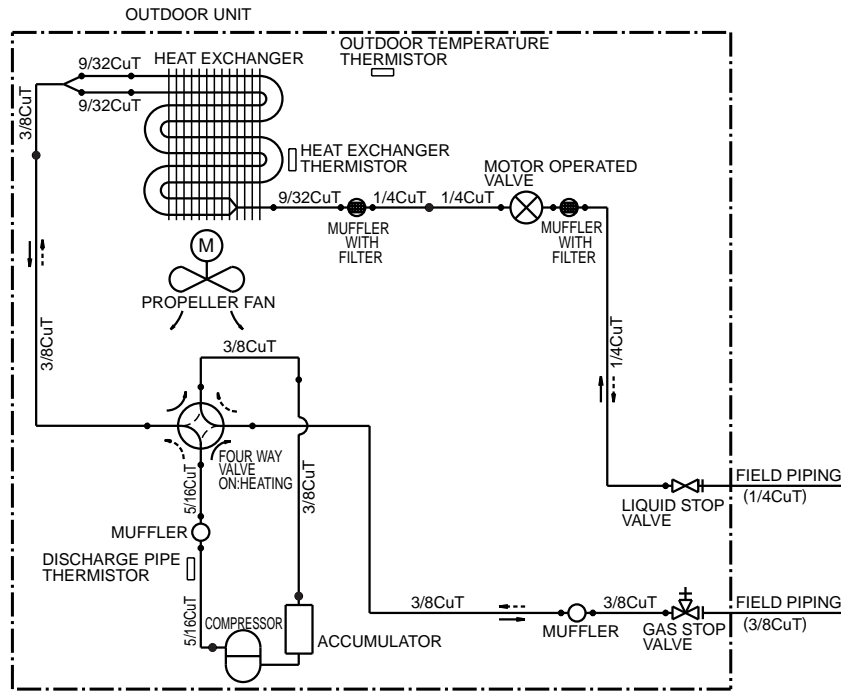 OUTDOOR UNIT
OUTDOOR TEMPERATURE
THERMISTOR
HEAT EXCHANGER
9/32CuT
9/32CuT
3/8CuT
HEAT EXCHANGER
THERMISTOR
MOTOR OPERATED
VALVE
9/32CuT
1/4CuT
1/4CuT
MUFFLER
WITH
FILTER
MUFFLER
WITH
FILTER
M
PROPELLER FAN
3/8CuT
3/8CuT
1/4CuT
FOUR WAY
VALVE
ON:HEATING
5/16CuT
3/8CuT
FIELD PIPING
(1/4CuT)
LIQUID STOP
VALVE
MUFFLER
DISCHARGE PIPE
THERMISTOR
5/16CuT
COMPRESSOR
ACCUMULATOR
3/8CuT
3/8CuT
MUFFLER
GAS STOP
VALVE
FIELD PIPING
(3/8CuT)